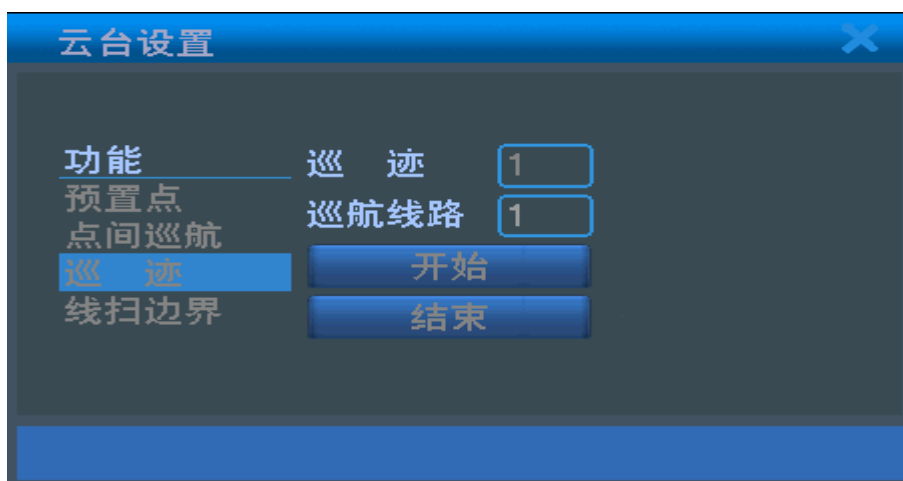 云台设置
功能
预置点
点间巡航
巡 迹
线扫边界
巡 迹 1
巡航线路 1
开始
结束